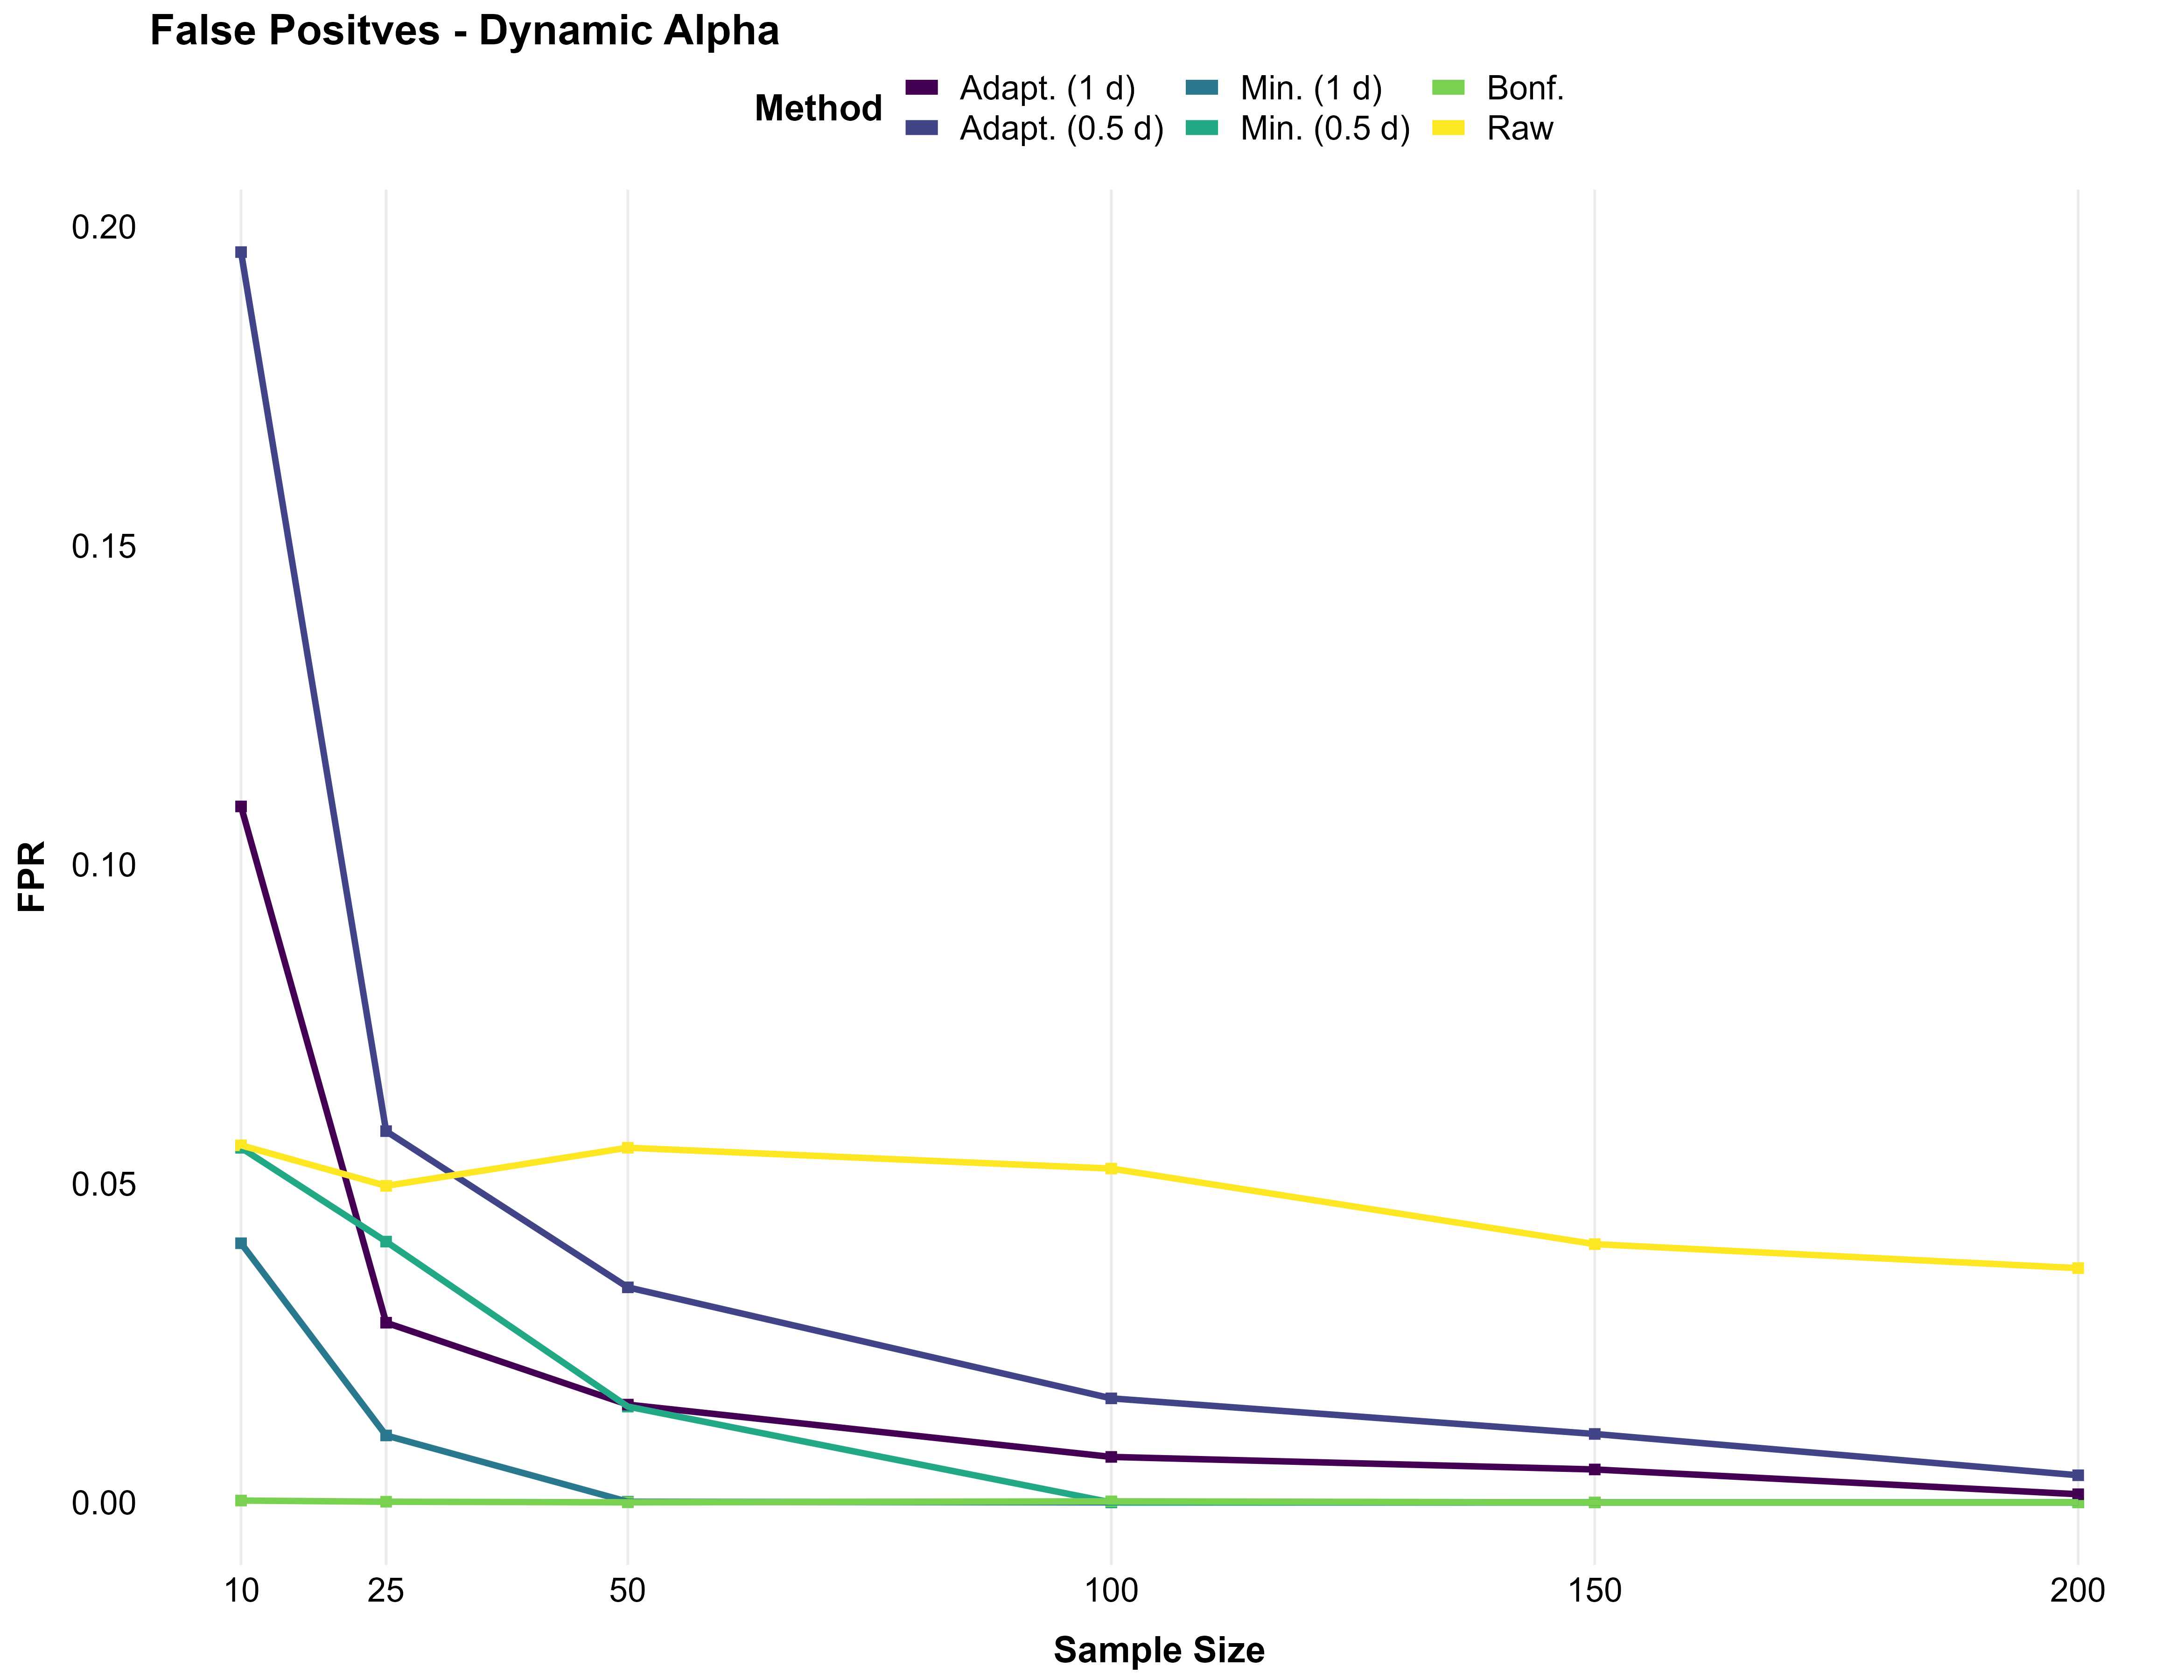 False Positves - Dynamic Alpha
Method
Adapt. (1 d) Min. (1 d) Bonf.
Adapt. (0.5 d) Min. (0.5 d) Raw
0.20
0.15
0.10
0.05
0.00
FPR
10 25 50 100 150 200
Sample Size